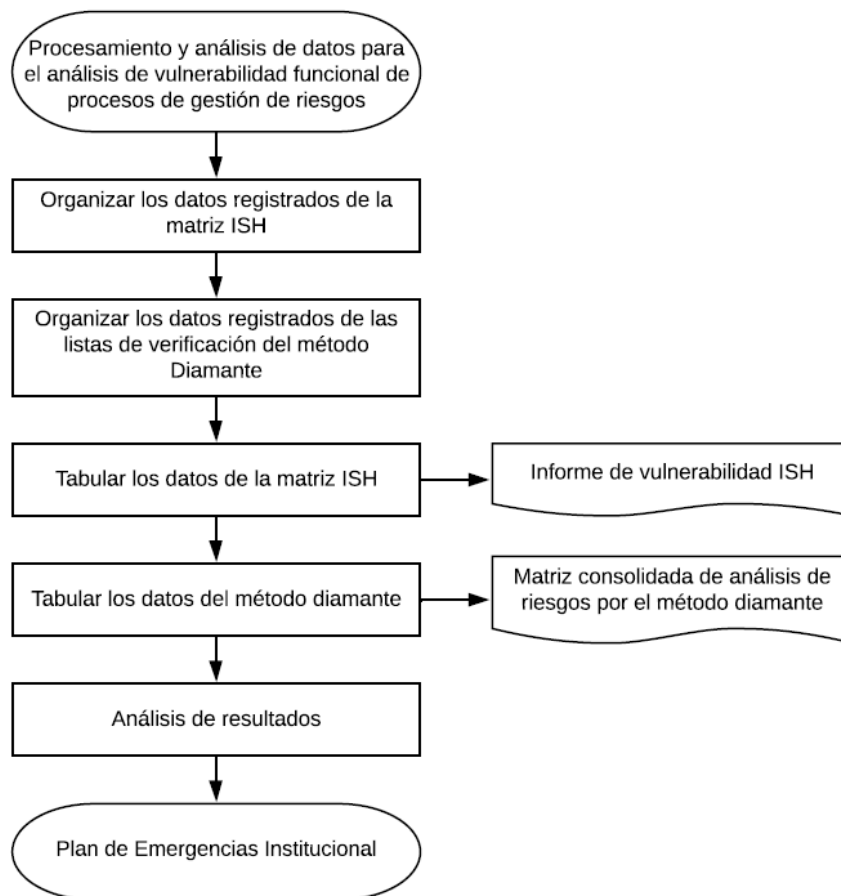 Procesamiento y análisis de datos para
el análisis de vulnerabilidad funcional de
procesos de gestión de riesgos
Organizar los datos registrados de la
matriz ISH
Organizar los datos registrados de las
listas de verificación del método
Diamante
Tabular los datos de la matriz ISH
Informe de vulnerabilidad ISH
Tabular los datos del método diamante
Matriz consolidada de análisis de
riesgos por el método diamante
Análisis de resultados
Plan de Emergencias Institucional